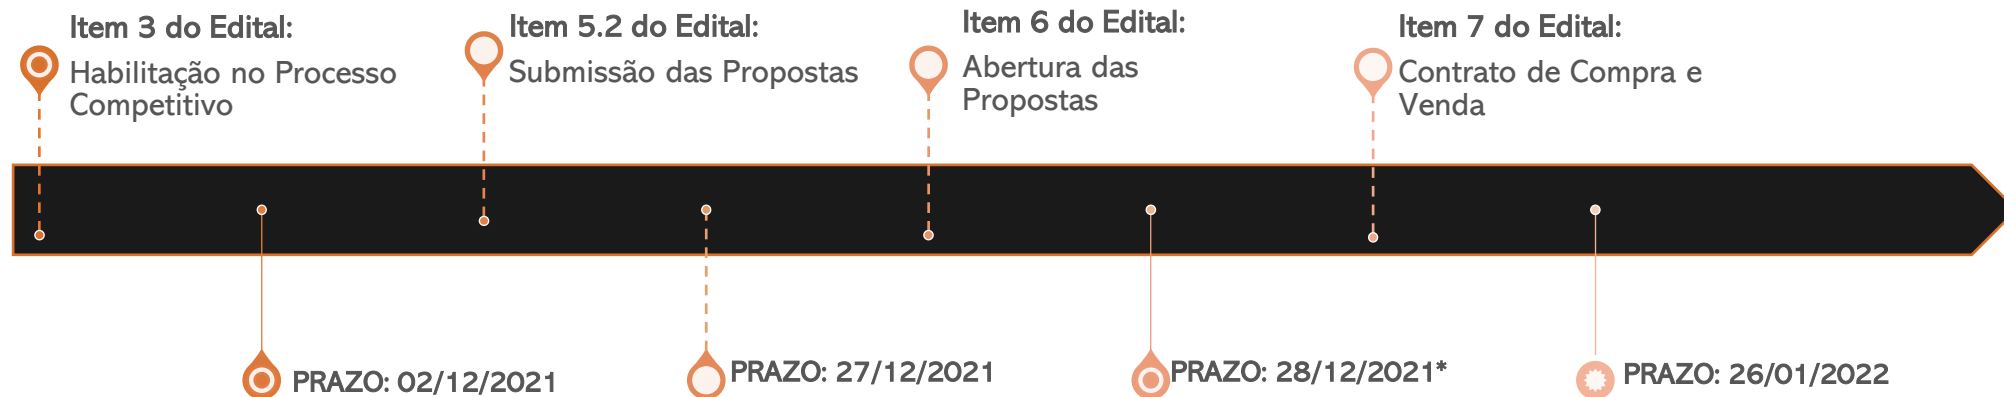 Item 3 do Edital:
Habilitação no Processo
Competitivo
Item 5.2 do Edital:
Submissão das Propostas
Item 6 do Edital:
Abertura das
Propostas
Item 7 do Edital:
Contrato de Compra e
Venda
PRAZO: 02/12/2021
PRAZO: 27/12/2021
PRAZO: 28/12/2021*
PRAZO: 26/01/2022